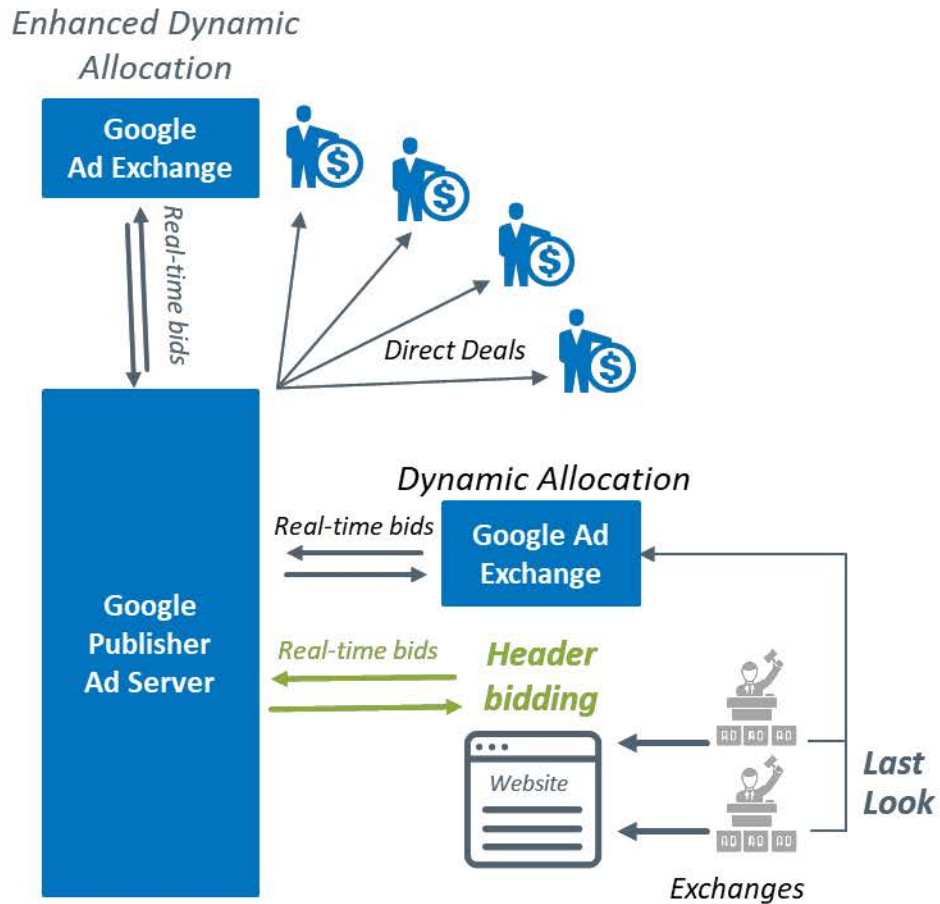 Enhanced Dynamic
Allocation
Google
Ad Exchange
Real-time bids
Direct Deals
Dynamic Allocation
Real-time bids
Google Ad
Exchange
Google
Publisher
Ad Server
Real-time bids
Header
bidding
Website
AD AD AD
AD AD AD
Last
Look
Exchanges